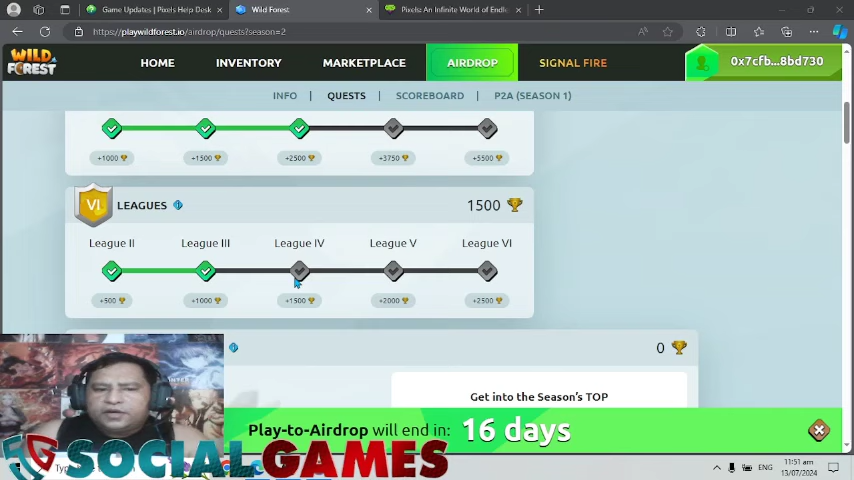 Game Updates | Pixels Help Desk
Wild Forest
Pixels: An Infinite World of Endle
https://playwildforest.io/airdrop/quests?season=2
WILD FOREST
HOME
INVENTORY
MARKETPLACE
AIRDROP
SIGNAL FIRE
0x7cfb...8bd730
INFO
QUESTS
SCOREBOARD
P2A (SEASON 1)
+1000
+1500
+2500
+3750
+5500
VI
LEAGUES
1500
League II
League III
League IV
League V
League VI
+500
+1000
+1500
+2000
+2500
0
Get into the Season's TOP
Play-to-Airdrop will end in: 16 days
SOCIALGAMES
ENG
11:51 am
13/07/2024